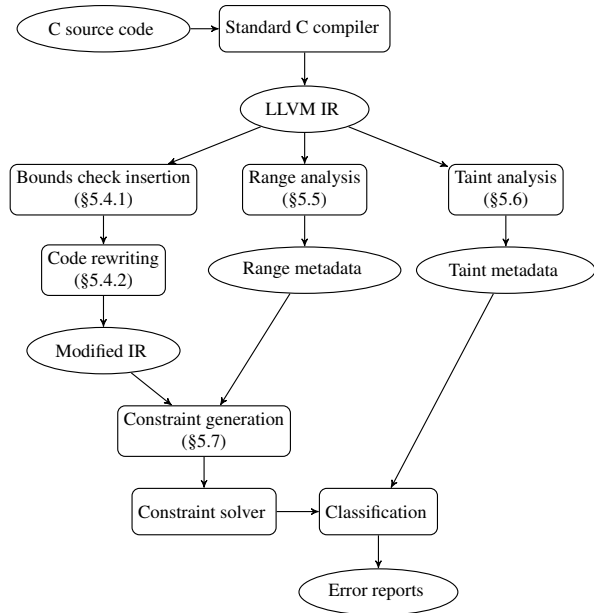 C source code
Standard C compiler
LLVM IR
Bounds check insertion
(§5.4.1)
Range analysis
(§5.5)
Taint analysis
(§5.6)
Code rewriting
(§5.4.2)
Range metadata
Taint metadata
Modified IR
Constraint generation
(§5.7)
Constraint solver
Classification
Error reports